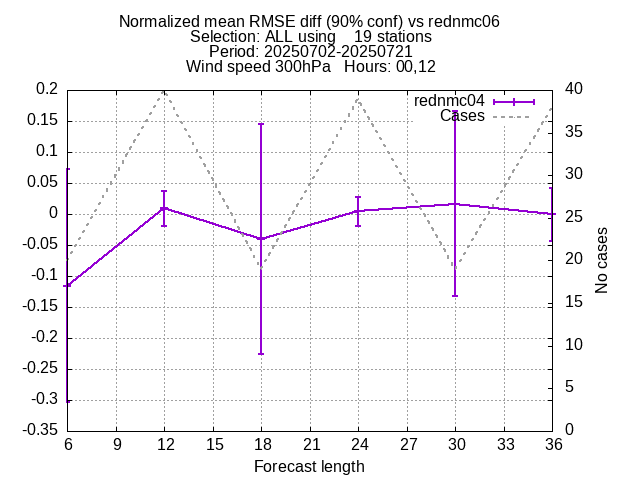 Normalized mean RMSE diff (90% conf) vs rednmc06
Selection: ALL using    19 stations
Period: 20250702-20250721
Wind speed 300hPa   Hours: 00,12
rednmc04
Cases
0.2
0.15
0.1
0.05
0
-0.05
-0.1
-0.15
-0.2
-0.25
-0.3
-0.35
40
35
30
25
20
15
10
5
0
No cases
6 9 12 15 18 21 24 27 30 33 36
Forecast length